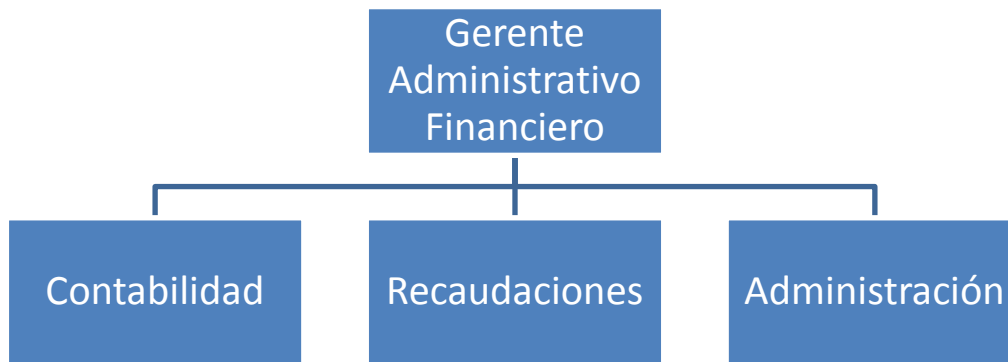 Gerente
Administrativo
Financiero
Contabilidad
Recaudaciones
Administración